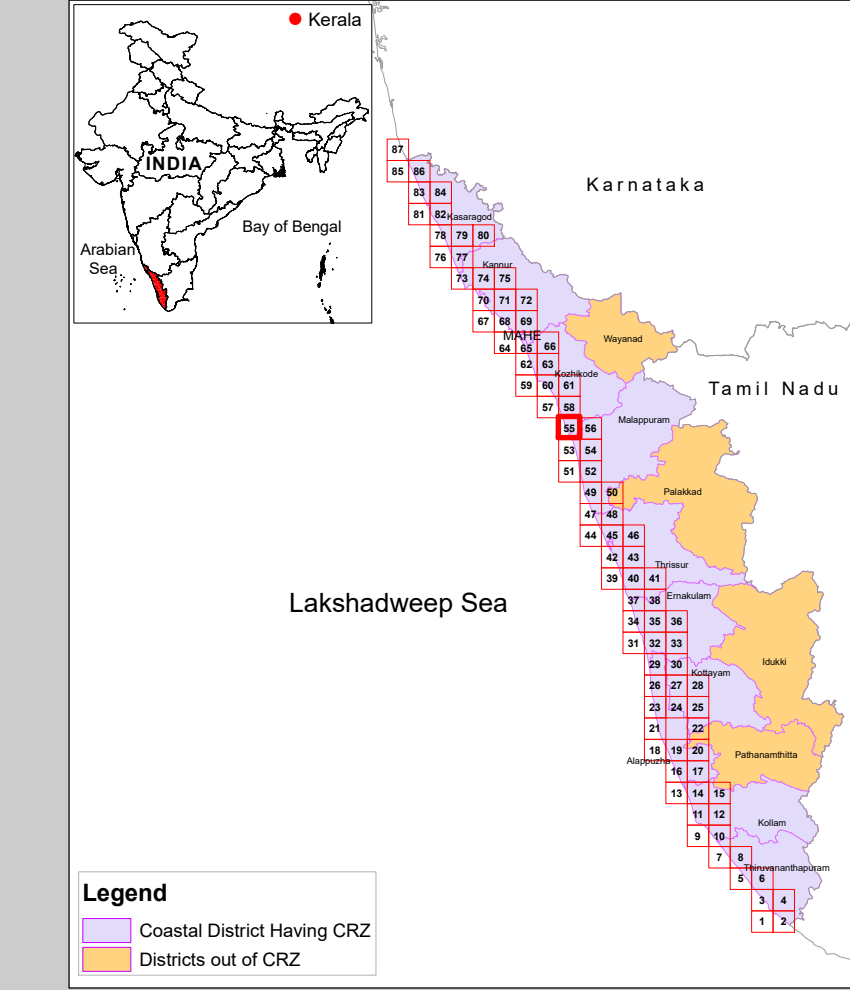 Kerala
INDIA
Bay of Bengal
Arabian
Sea
Karnataka
87
85 86
83 84
81 82
Kasaragod
78 79 80
76 77
Kannur
73 74 75
70 71 72
67 68 69
MAHE
Wayanad
64 65 66
62 63
Kozhikode
59 60 61
Tamil Nadu
57 58
Malappuram
55 56
53 54
51 52
49 50
Palakkad
47 48
44 45 46
42 43
Thrissur
39 40 41
Ernakulam
37 38
Lakshadweep Sea
34 35 36
31 32 33
29 30
Idukki
Kottayam
26 27 28
23 24 25
21 22
18 19 20
Pathanamthitta
Alappuzha
16 17
13 14 15
11 12
Kollam
9 10
7 8
Thiruvananthapuram
5 6
3 4
1 2
Legend
Coastal District Having CRZ
Districts out of CRZ